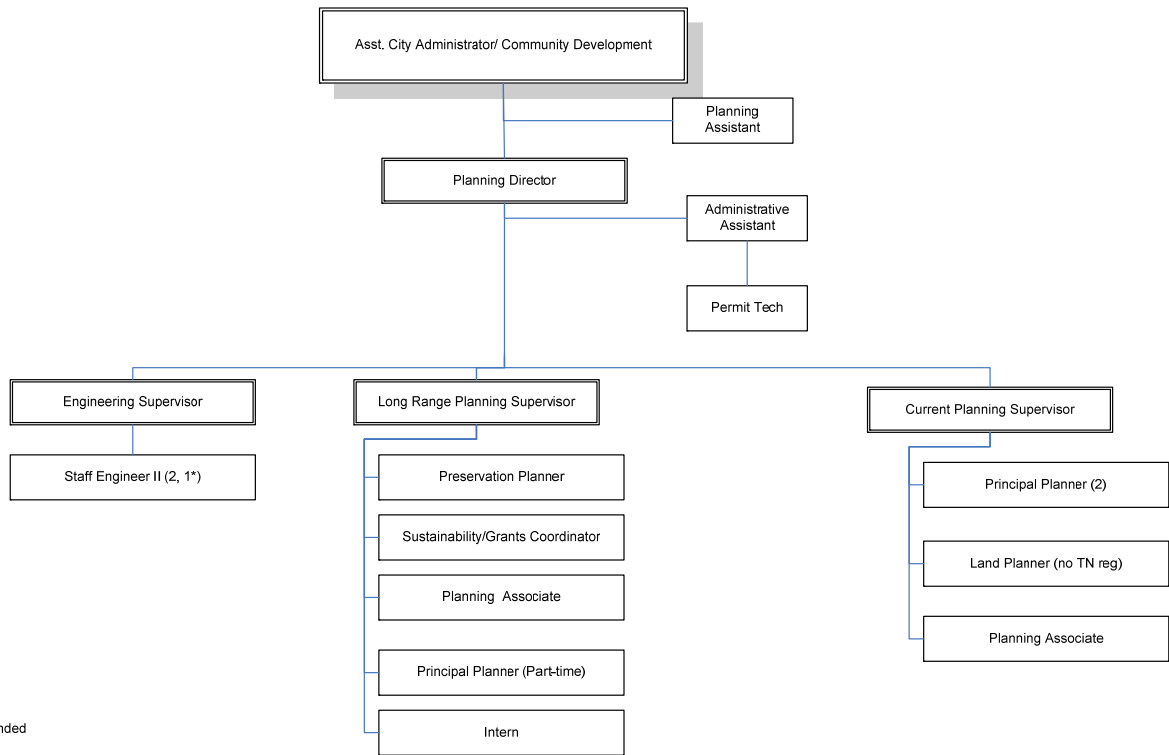 Asst. City Administrator/ Community Development
Planning
Assistant
Planning Director
Administrative
Assistant
Permit Tech
Engineering Supervisor
Staff Engineer II (2, 1*)
Long Range Planning Supervisor
Preservation Planner
Sustainability/Grants Coordinator
Planning Associate
Principal Planner (Part-time)
Intern
Current Planning Supervisor
Principal Planner (2)
Land Planner (no TN reg)
Planning Associate
nded